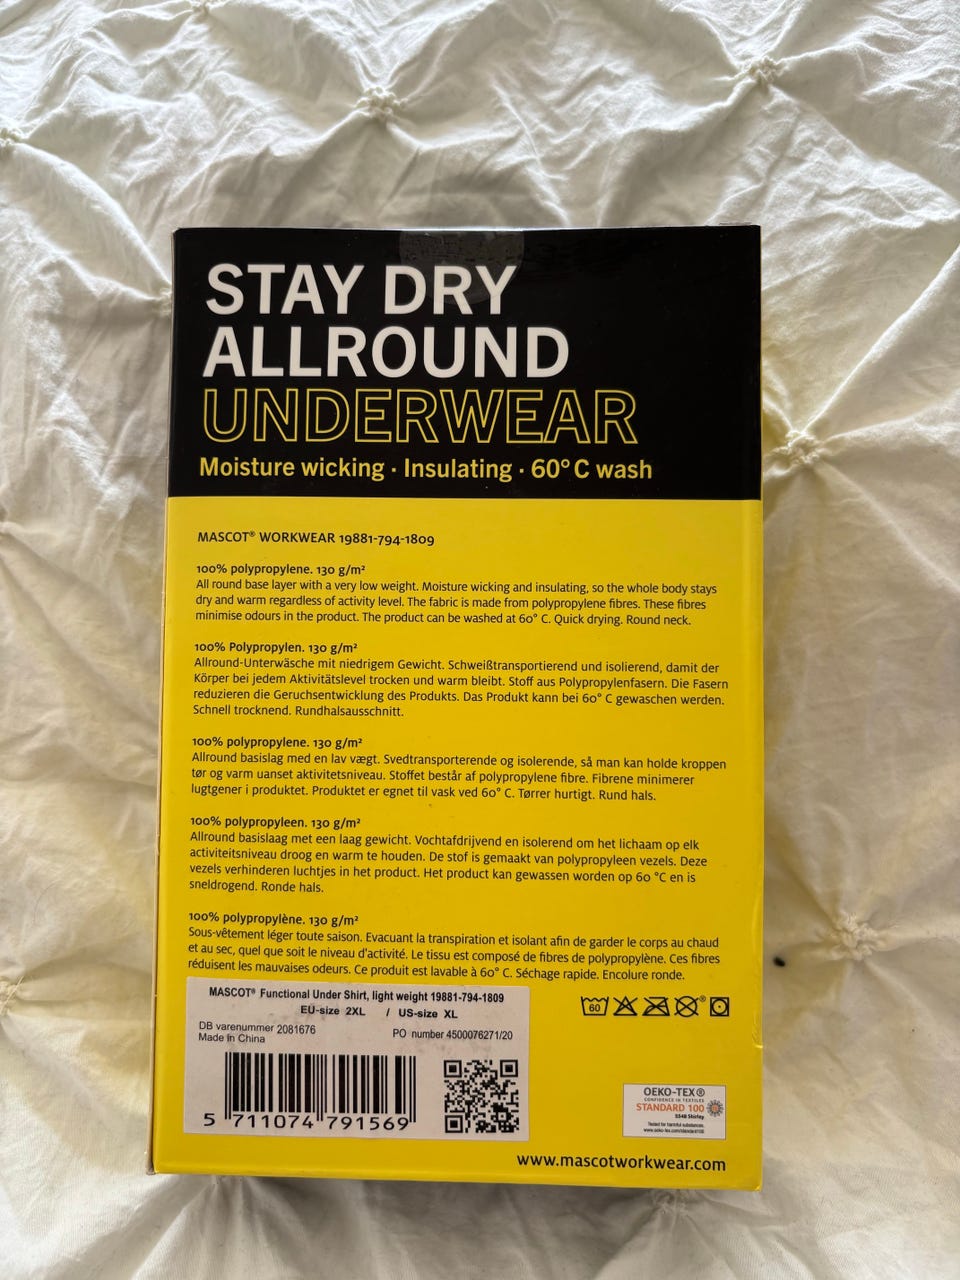 STAY DRY
ALLROUND
UNDERWEAR
Moisture wicking · Insulating · 60° C wash
MASCOT® WORKWEAR 19881-794-1809
100% polypropylene. 130 g/m²
All round base layer with a very low weight. Moisture wicking and insulating, so the whole body stays
dry and warm regardless of activity level. The fabric is made from polypropylene fibres. These fibres
minimise odours in the product. The product can be washed at 60° C. Quick drying. Round neck.
100% Polypropylen. 130 g/m²
Allround-Unterwäsche mit niedrigem Gewicht. Schweißtransportierend und isolierend, damit der
Körper bei jedem Aktivitätslevel trocken und warm bleibt. Stoff aus Polypropylenfasern. Die Fasern
reduzieren die Geruchsentwicklung des Produkts. Das Produkt kann bei 60° C gewaschen werden.
Schnell trocknend. Rundhalsausschnitt.
100% polypropylene. 130 g/m²
Allround basislag med en lav vægt. Svedtransporterende og isolerende, så man kan holde kroppen
tør og varm uanset aktivitetsniveau. Stoffet består af polypropylene fibre. Fibrene minimerer
lugtgener i produktet. Produktet er egnet til vask ved 60° C. Tørrer hurtigt. Rund hals.
100% polypropyleen. 130 g/m²
Allround basislaag met een laag gewicht. Vochtafdrijvend en isolerend om het lichaam op elk
activiteitsniveau droog en warm te houden. De stof is gemaakt van polypropyleen vezels. Deze
vezels verhinderen luchtjes in het product. Het product kan gewassen worden op 60 °C en is
sneldrogend. Ronde hals.
100% polypropylène. 130 g/m²
Sous-vêtement léger toute saison. Evacuant la transpiration et isolant afin de garder le corps au chaud
et au sec, quel que soit le niveau d'activité. Le tissu est composé de fibres de polypropylène. Ces fibres
réduisent les mauvaises odeurs. Ce produit est lavable à 60° C. Séchage rapide. Encolure ronde.
MASCOT® Functional Under Shirt, light weight 19881-794-1809
EU-size 2XL / US-size XL
DB varenummer 2081676
Made in China
PO number 4500076271/20
5 711074 791569
60
®
OEKO-TEX®
CONFIDENCE IN TEXTILES
STANDARD 100
5548 Shirley
Tested for harmful substances.
www.oeko-tex.com/standard100
www.mascotworkwear.com